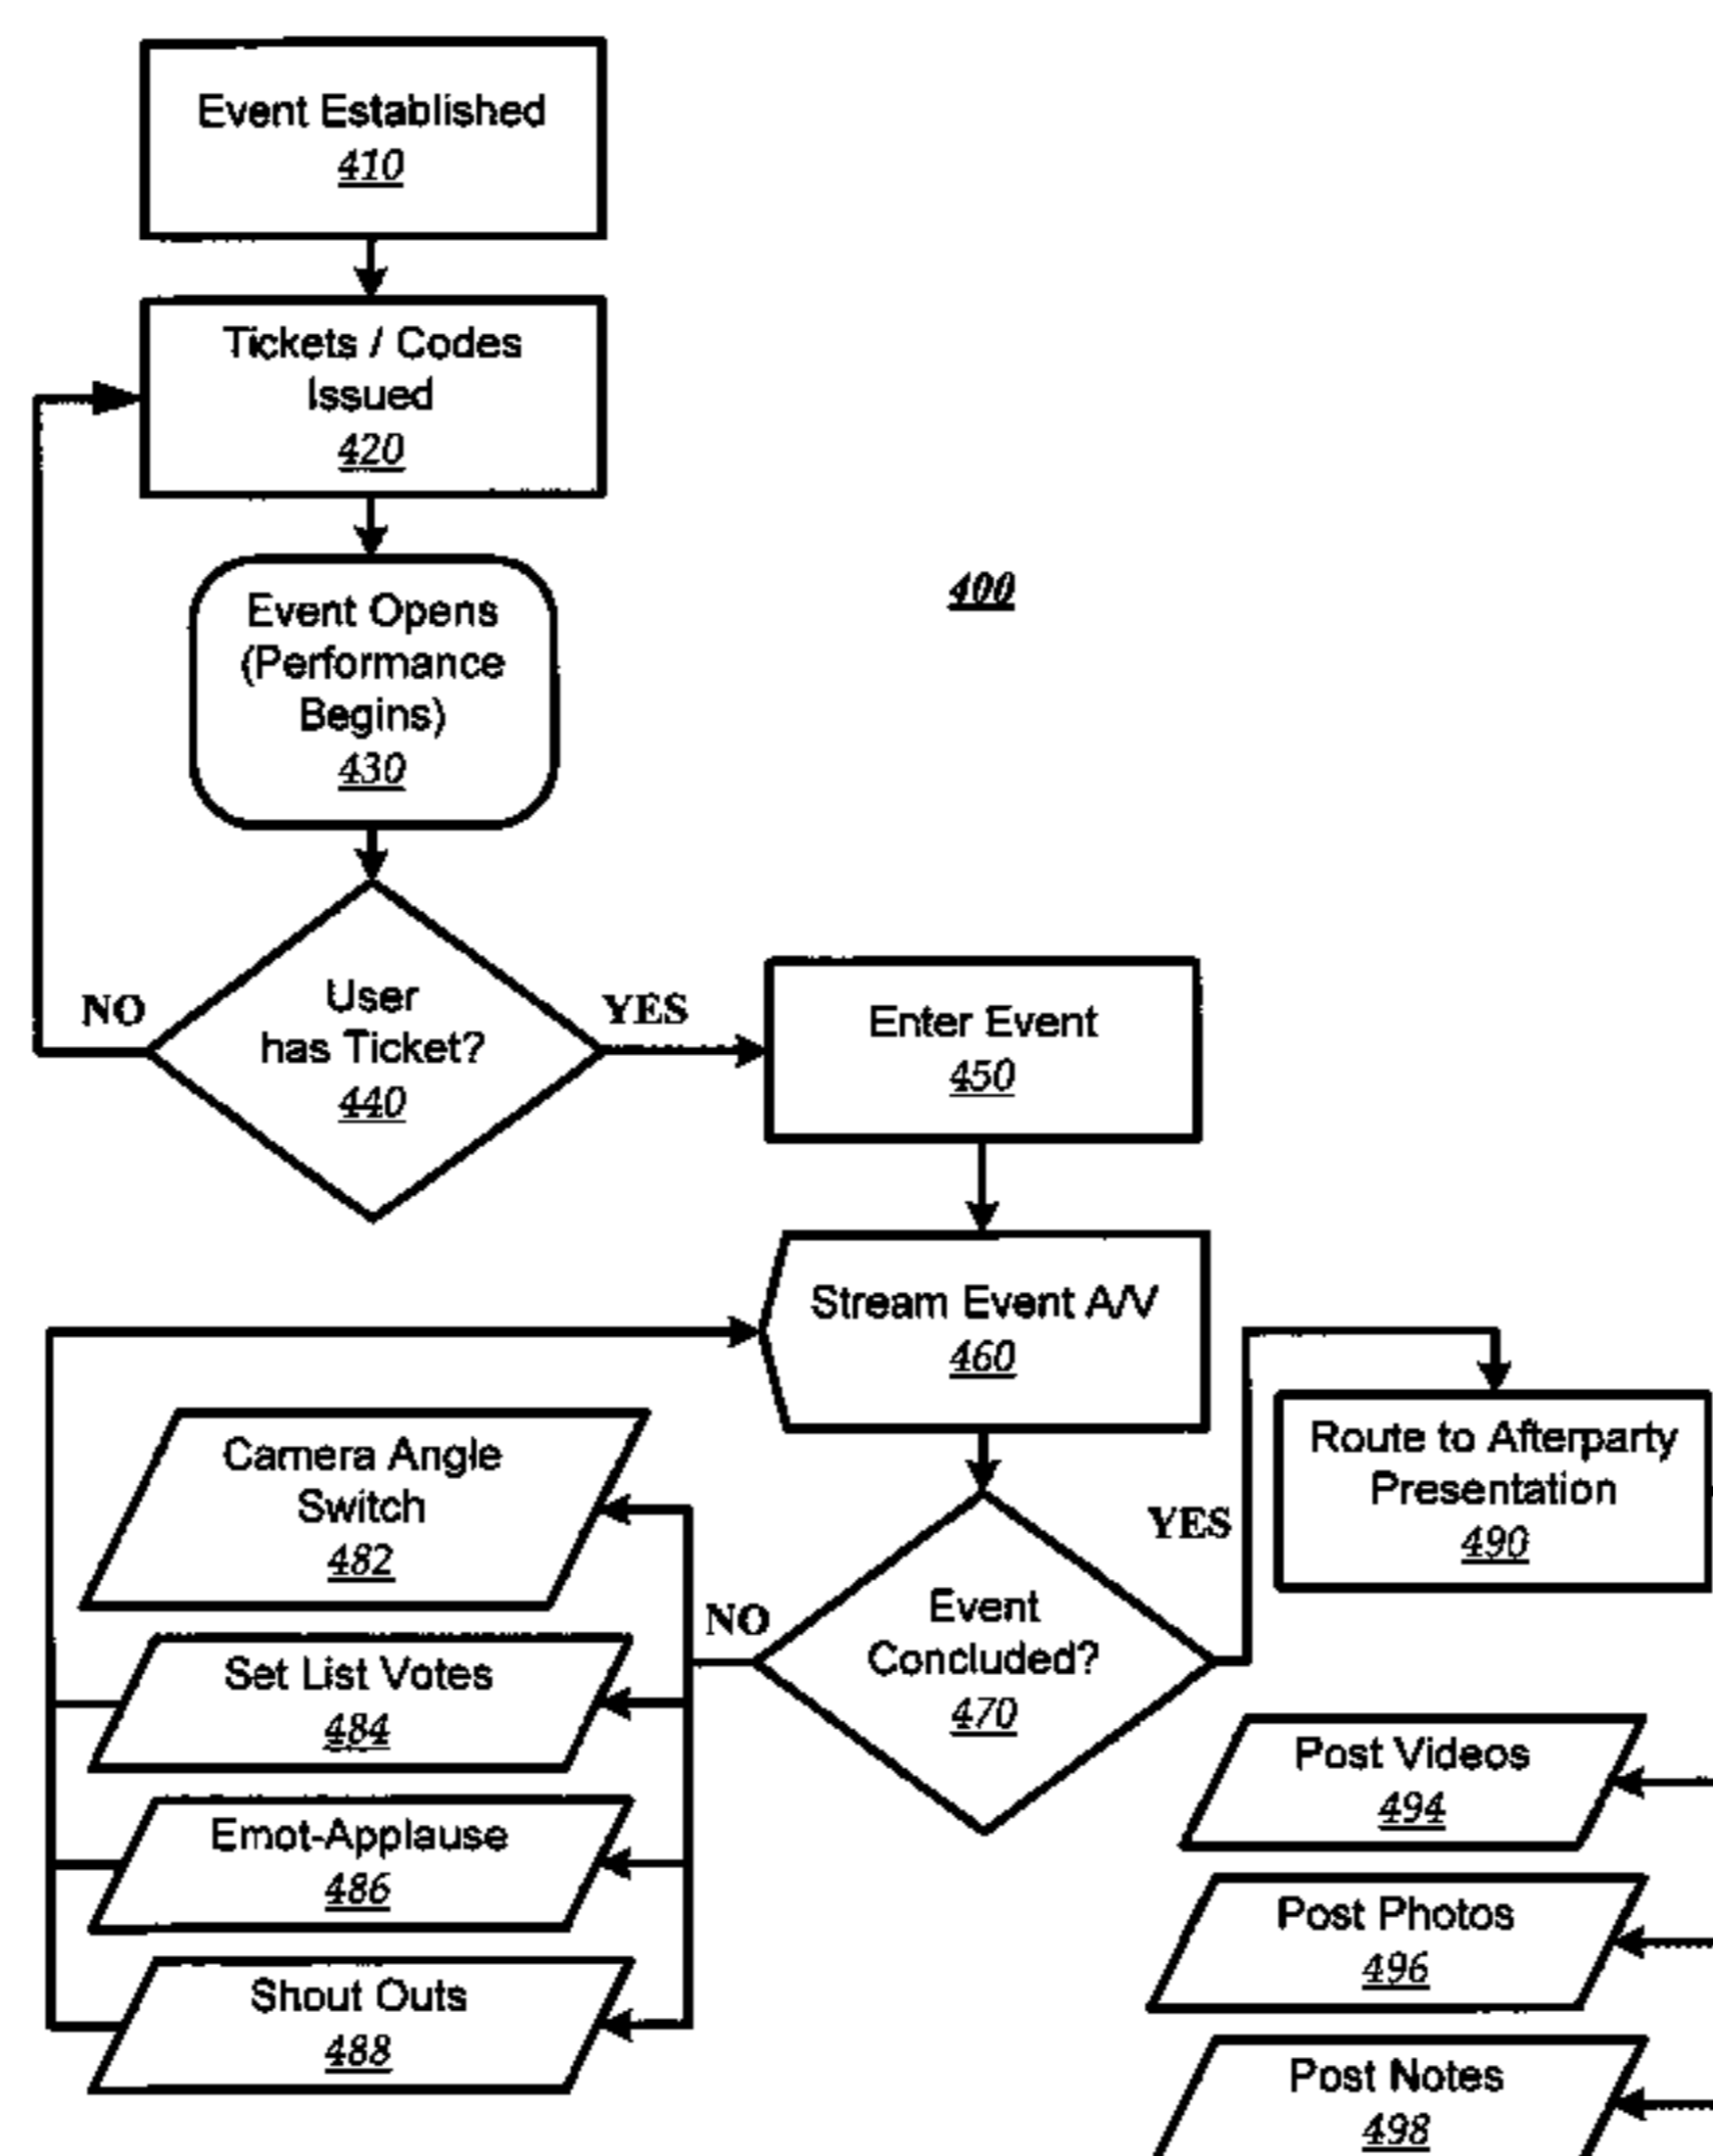 Event Established
410
Tickets / Codes
Issued
420
Event Opens
(Performance
Begins)
430
400
User
has Ticket?
440
NO
YES
Enter Event
450
Stream Event A/V
460
Camera Angle
Switch
482
Set List Votes
484
Emot-Applause
486
Shout Outs
488
NO
Event
Concluded?
470
YES
Route to Afterparty
Presentation
490
Post Videos
494
Post Photos
496
Post Notes
498